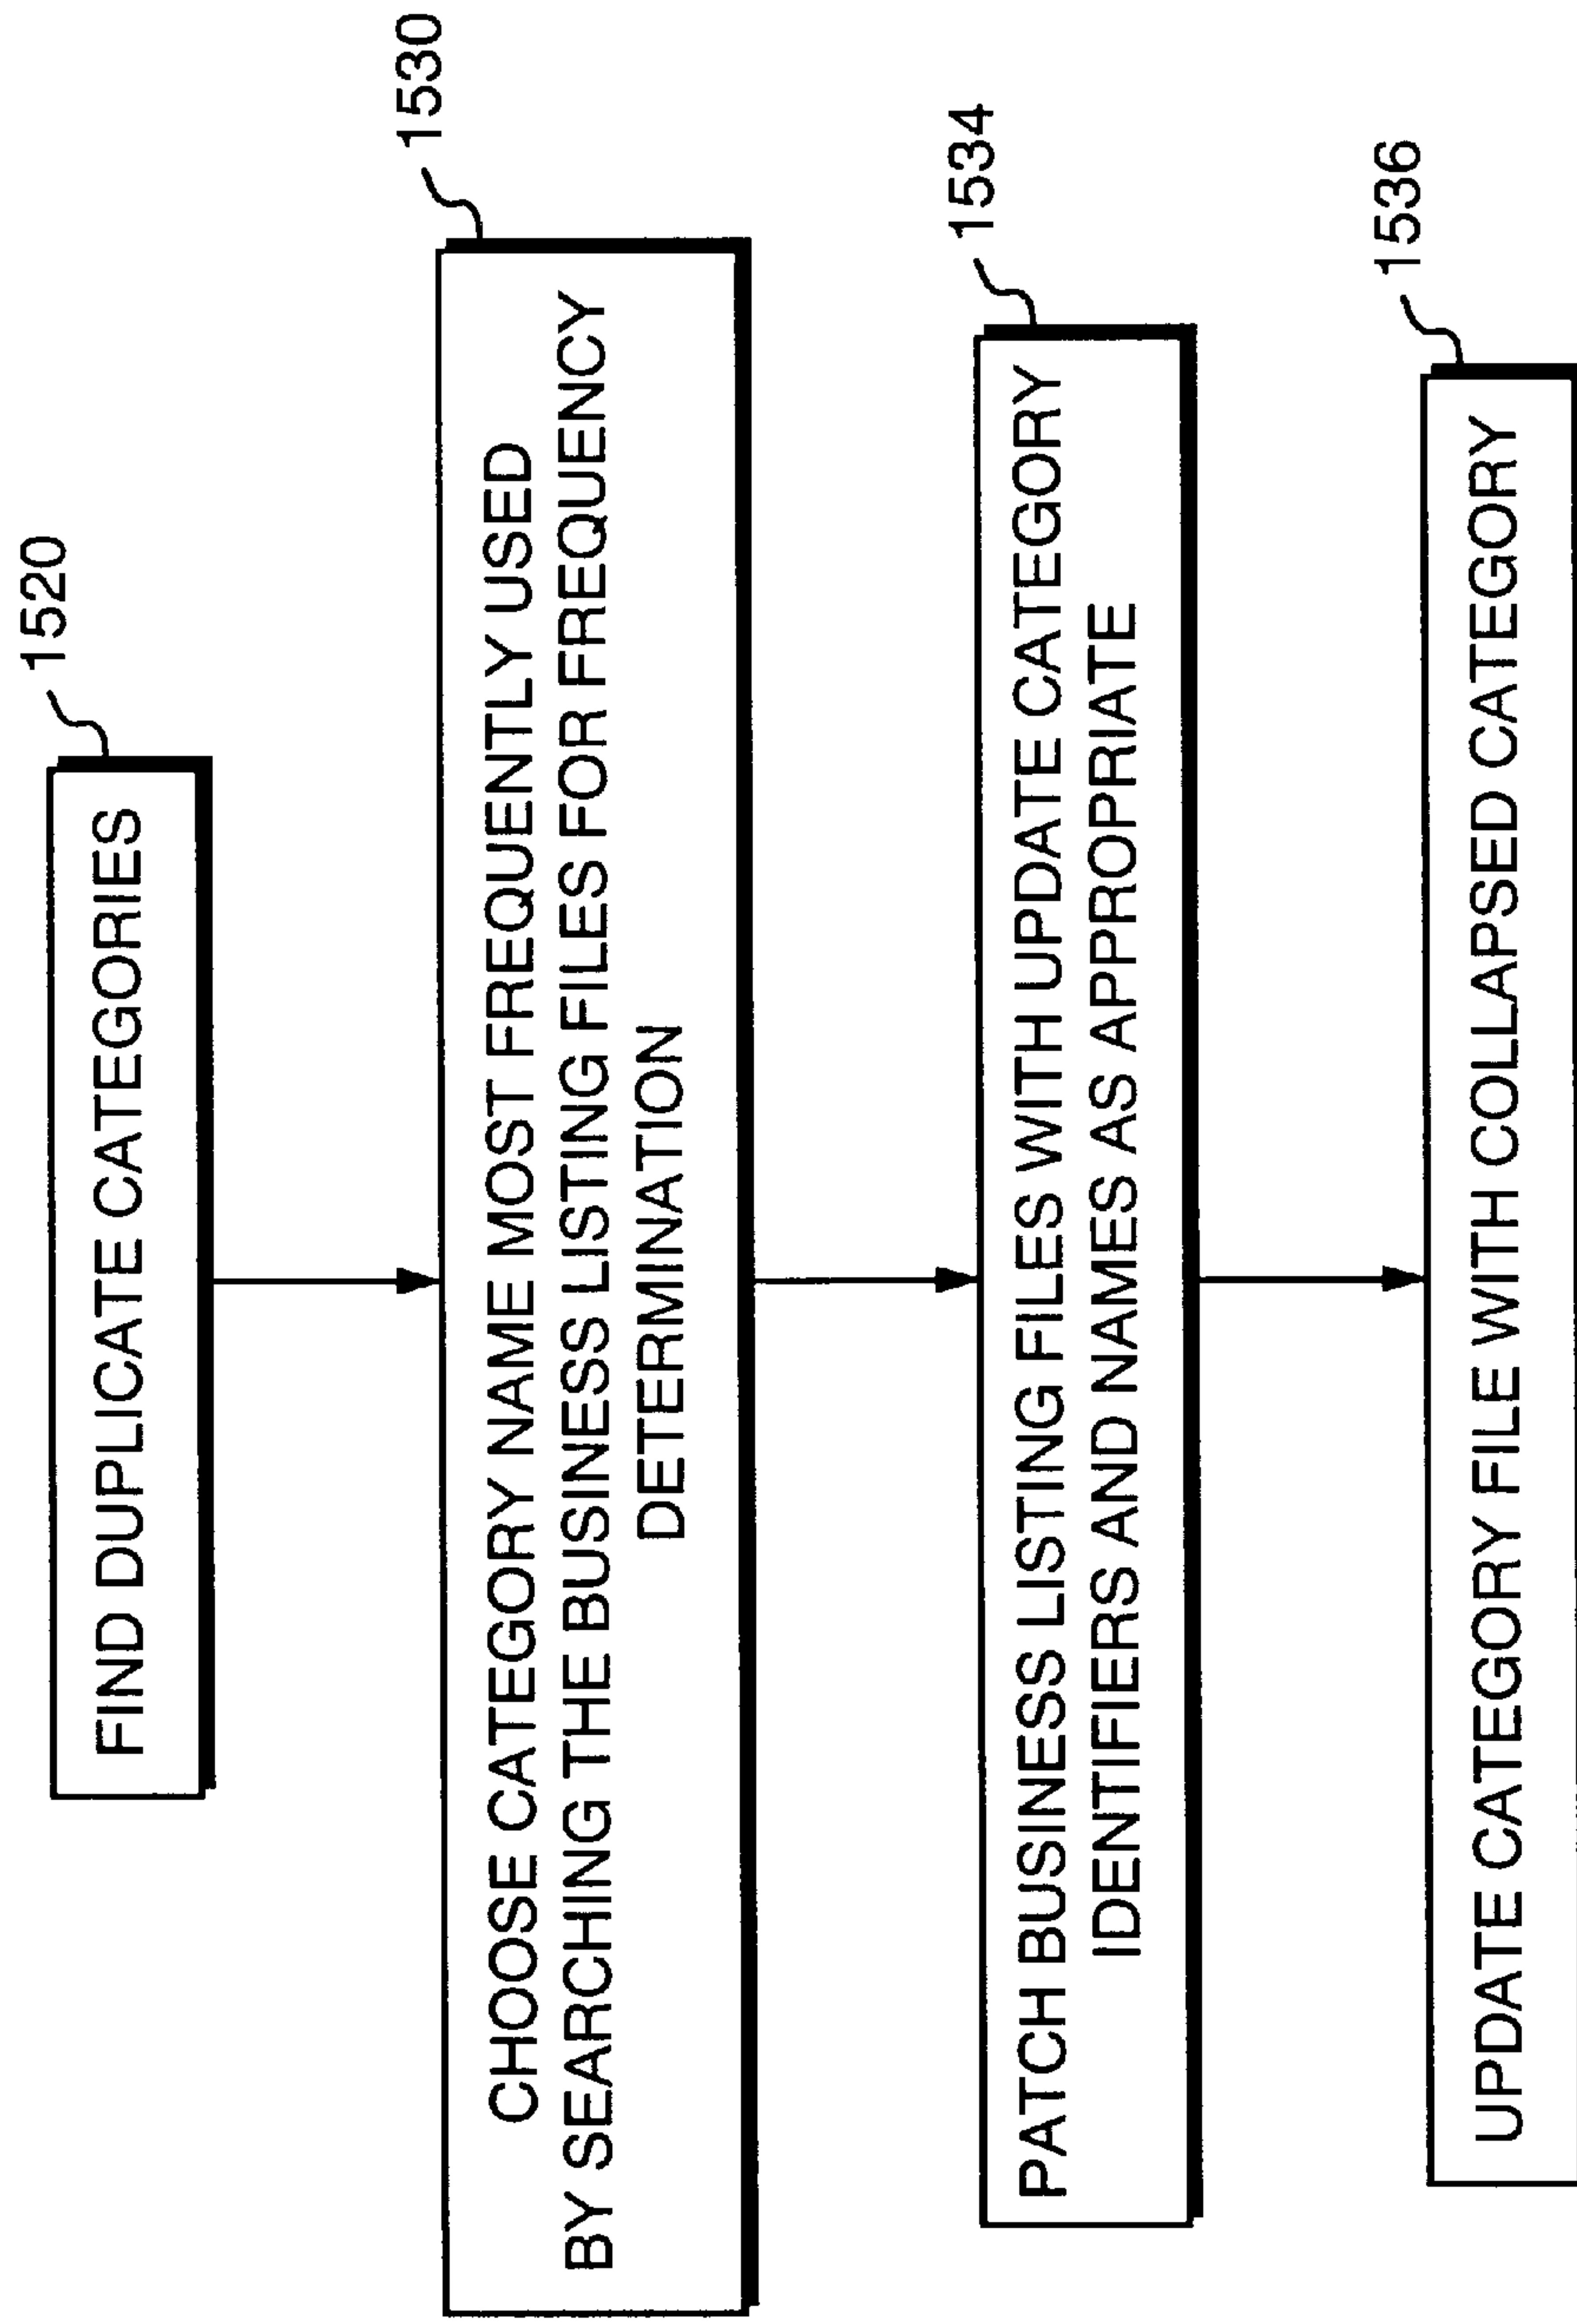 1520
FIND DUPLICATE CATEGORIES
1530
CHOOSE CATEGORY NAME MOST FREQUENTLY USED
BY SEARCHING THE BUSINESS LISTING FILES FOR FREQUENCY
DETERMINATION
1534
PATCH BUSINESS LISTING FILES WITH UPDATE CATEGORY
IDENTIFIERS AND NAMES AS APPROPRIATE
1536
UPDATE CATEGORY FILE WITH COLLAPSED CATEGORY